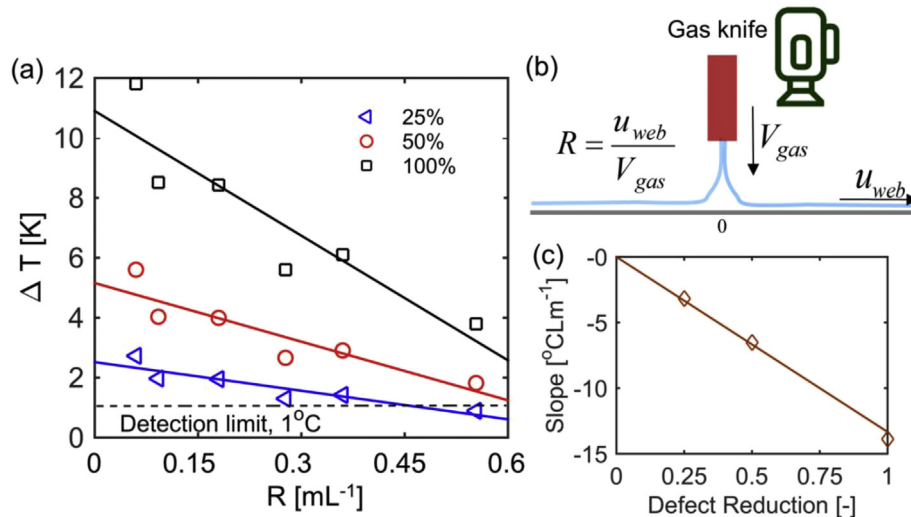 (a)
12
10
8
6
4
2
0
Δ T [K]
25%
50%
100%
Detection limit, 1°C
0 0.15 0.3 0.45 0.6
R [mL⁻¹]
(b)
Gas knife
R = u_web / V_gas
V_gas
u_web
0
(c)
-0
-5
-10
-15
Slope [°CLm⁻¹]
0 0.25 0.5 0.75 1
Defect Reduction [-]